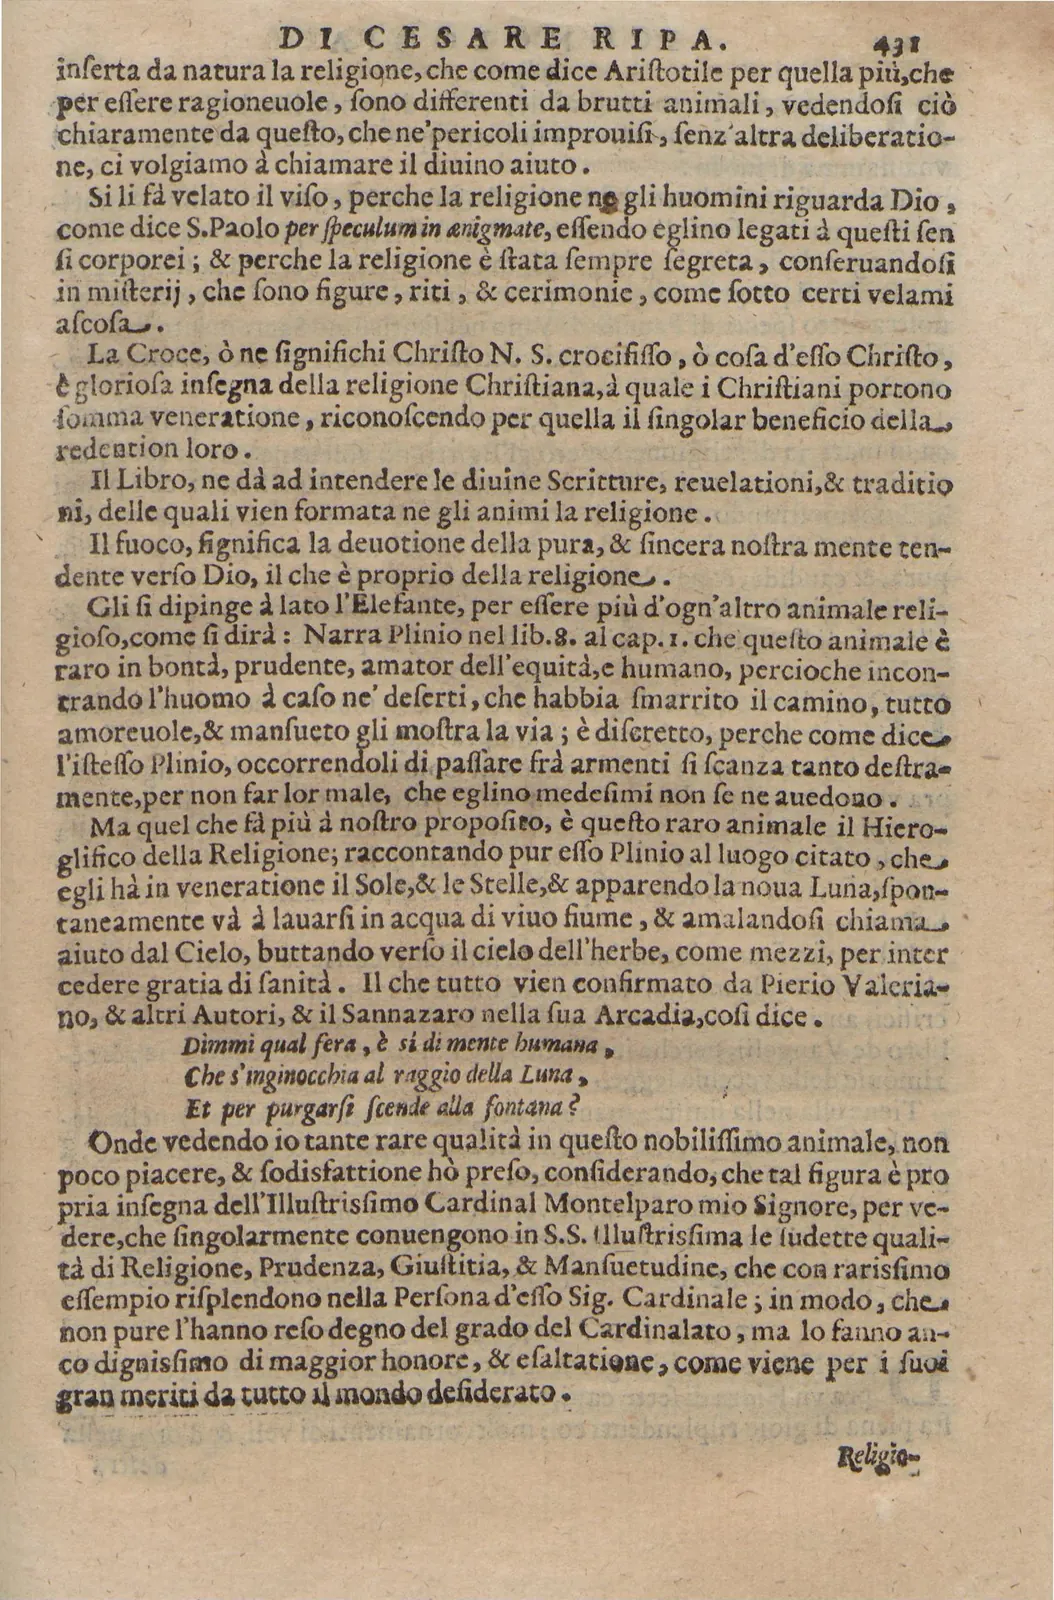 DI CESARE RIPA. 431
inſerta da natura la religione, che come dice Ariſtotile per quella più, che
per eſſere ragioneuole, ſono differenti da brutti animali, vedendoſi ciò
chiaramente da queſto, che ne'pericoli improuiſi, ſenz'altra deliberatio-
ne, ci volgiamo à chiamare il diuino aiuto.
Si li fà velato il viſo, perche la religione ne gli huomini riguarda Dio,
come dice S.Paolo per ſpeculum in ænigmate, eſſendo eglino legati à queſti ſen
ſi corporei; & perche la religione è ſtata ſempre ſegreta, conſeruandoſi
in miſterij, che ſono figure, riti, & cerimonie, come ſotto certi velami
aſcoſa.
La Croce, ò ne ſignifichi Chriſto N. S. crocifiſſo, ò coſa d'eſſo Chriſto,
è glorioſa inſegna della religione Chriſtiana, à quale i Chriſtiani portono
ſomma veneratione, riconoſcendo per quella il ſingolar beneficio della
redention loro.
Il Libro, ne dà ad intendere le diuine Scritture, reuelationi, & traditio
ni, delle quali vien formata ne gli animi la religione.
Il fuoco, ſignifica la deuotione della pura, & ſincera noſtra mente ten-
dente verſo Dio, il che è proprio della religione.
Gli ſi dipinge à lato l'Elefante, per eſſere più d'ogn'altro animale reli-
gioſo, come ſi dirà: Narra Plinio nel lib.8. al cap.1. che queſto animale è
raro in bontà, prudente, amator dell'equità, e humano, percioche incon-
trando l'huomo à caſo ne' deſerti, che habbia ſmarrito il camino, tutto
amoreuole, & manſueto gli moſtra la via; è diſcretto, perche come dice
l'iſteſſo Plinio, occorrendoli di paſſare frà armenti ſi ſcanza tanto deſtra-
mente, per non far lor male, che eglino medeſimi non ſe ne auedono.
Ma quel che fà più à noſtro propoſito, è queſto raro animale il Hiero-
glifico della Religione; raccontando pur eſſo Plinio al luogo citato, che
egli hà in veneratione il Sole, & le Stelle, & apparendo la noua Luna, ſpon-
taneamente và à lauarſi in acqua di viuo fiume, & amalandoſi chiama
aiuto dal Cielo, buttando verſo il cielo dell'herbe, come mezzi, per inter
cedere gratia di ſanità. Il che tutto vien confirmato da Pierio Valeria-
no, & altri Autori, & il Sannazaro nella ſua Arcadia, coſi dice.
Dimmi qual fera, è sì di mente humana,
Che s'inginocchia al raggio della Luna,
Et per purgarſi ſcende alla fontana?
Onde vedendo io tante rare qualità in queſto nobiliſſimo animale, non
poco piacere, & ſodisfattione hò preſo, conſiderando, che tal figura è pro
pria inſegna dell'Illuſtriſſimo Cardinal Montelparo mio Signore, per ve-
dere, che ſingolarmente conuengono in S.S. Illuſtriſſima le ſudette quali-
tà di Religione, Prudenza, Giuſtitia, & Manſuetudine, che con rariſſimo
eſſempio riſplendono nella Perſona d'eſſo Sig. Cardinale; in modo, che
non pure l'hanno reſo degno del grado del Cardinalato, ma lo fanno an-
co digniſſimo di maggior honore, & eſaltatione, come viene per i ſuoi
gran meriti da tutto il mondo deſiderato.
Religio-